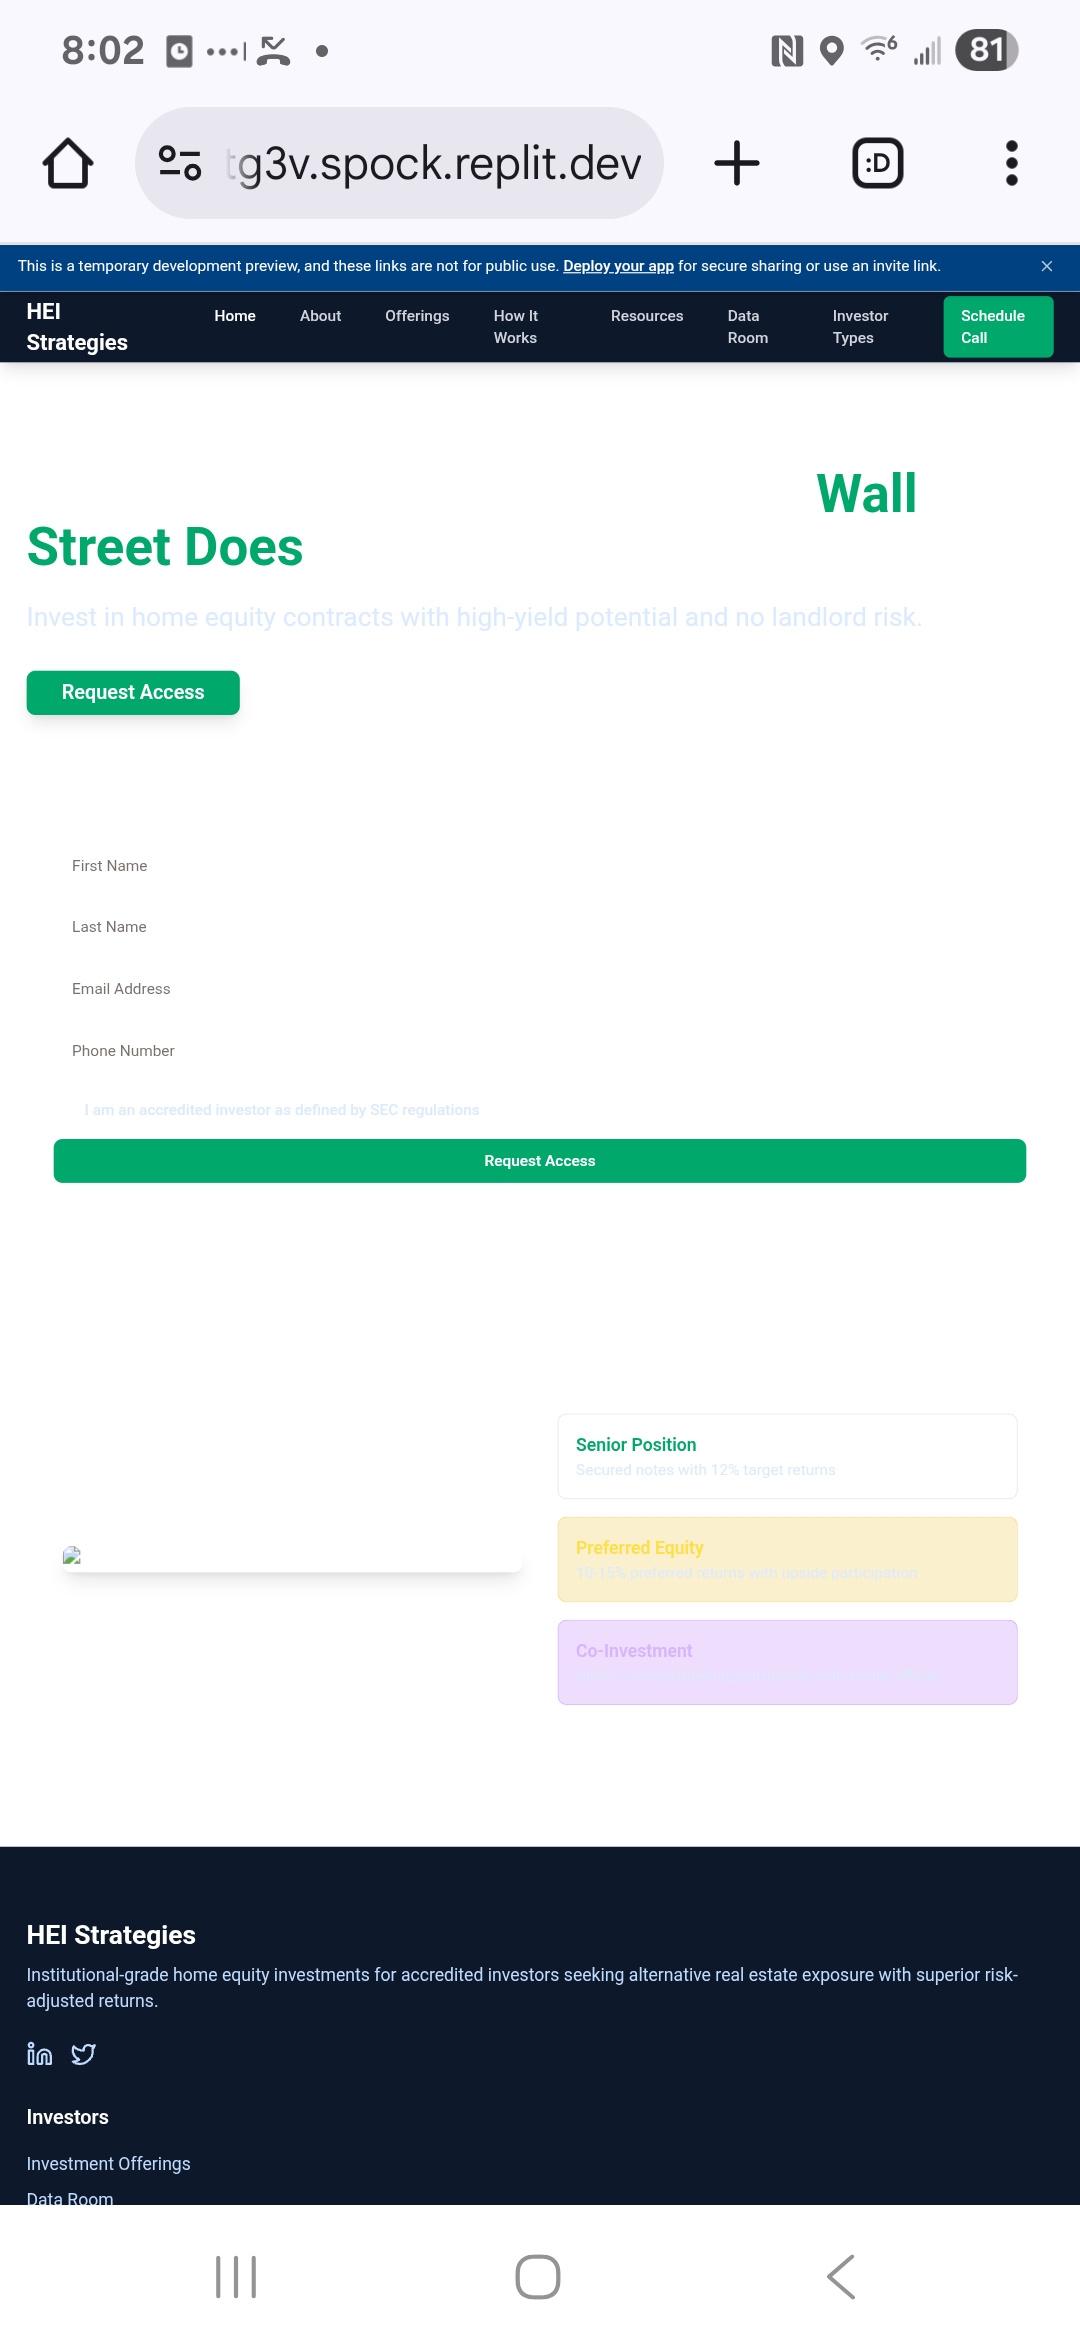 8:02
81
tg3v.spock.replit.dev
:D
This is a temporary development preview, and these links are not for public use. Deploy your app for secure sharing or use an invite link.
HEI
Strategies
Home
About
Offerings
How It
Works
Resources
Data
Room
Investor
Types
Schedule
Call
Wall
Street Does
Invest in home equity contracts with high-yield potential and no landlord risk.
Request Access
First Name
Last Name
Email Address
Phone Number
I am an accredited investor as defined by SEC regulations
Request Access
Senior Position
Secured notes with 12% target returns
Preferred Equity
10-15% preferred returns with upside participation
Co-Investment
HEI Strategies
Institutional-grade home equity investments for accredited investors seeking alternative real estate exposure with superior risk-
adjusted returns.
Investors
Investment Offerings
Data Room